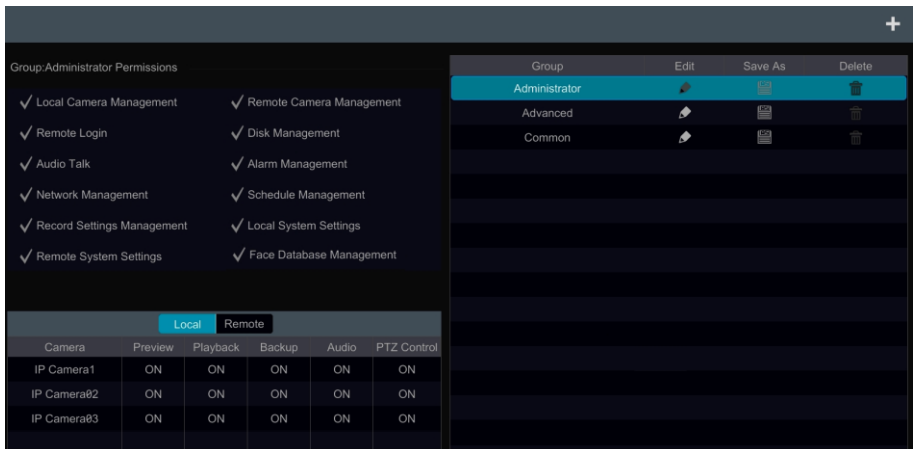 +
Group:Administrator Permissions
Local Camera Management Remote Camera Management
Remote Login Disk Management
Audio Talk Alarm Management
Network Management Schedule Management
Record Settings Management Local System Settings
Remote System Settings Face Database Management
Local Remote
Camera Preview Playback Backup Audio PTZ Control
IP Camera1 ON ON ON ON ON
IP Camera02 ON ON ON ON ON
IP Camera03 ON ON ON ON ON
Group Edit Save As Delete
Administrator
Advanced
Common